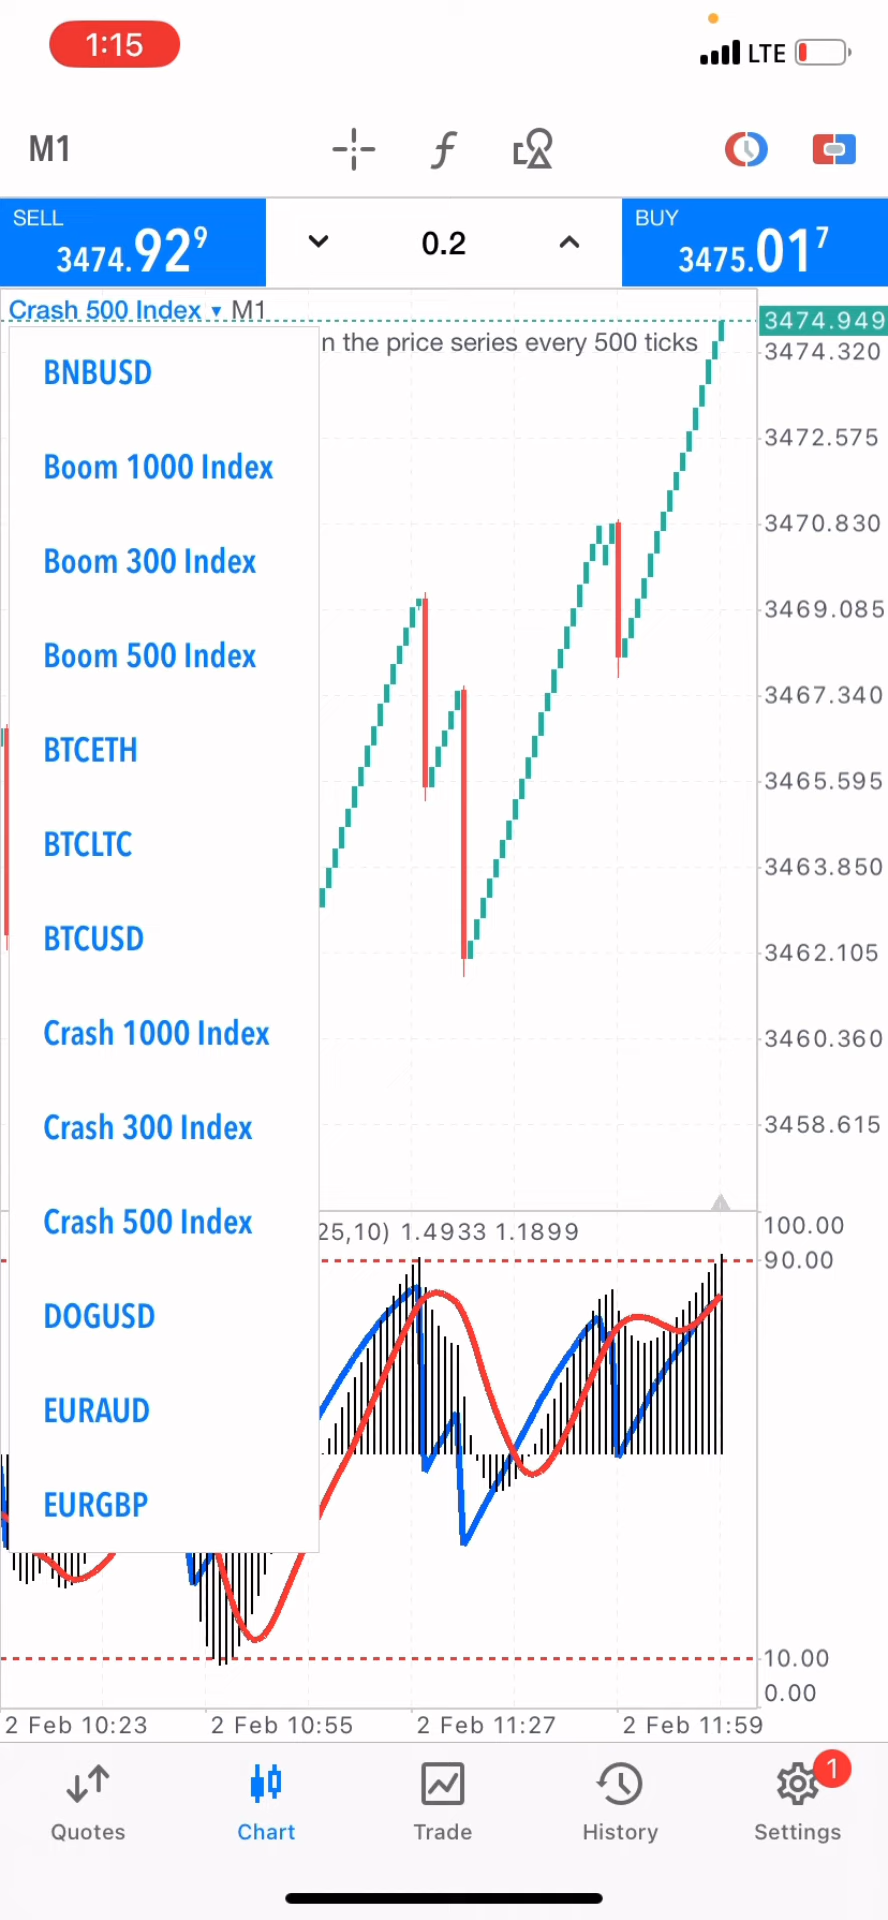 1:15
LTE
M1
SELL
3474.929
0.2
BUY
3475.017
Crash 500 Index ▾ M1
n the price series every 500 ticks
BNBUSD
Boom 1000 Index
Boom 300 Index
Boom 500 Index
BTCETH
BTCLTC
BTCUSD
Crash 1000 Index
Crash 300 Index
Crash 500 Index
DOGUSD
EURAUD
EURGBP
3474.949
3474.320
3472.575
3470.830
3469.085
3467.340
3465.595
3463.850
3462.105
3460.360
3458.615
25,10) 1.4933 1.1899
100.00
90.00
10.00
0.00
2 Feb 10:23
2 Feb 10:55
2 Feb 11:27
2 Feb 11:59
Quotes
Chart
Trade
History
1
Settings